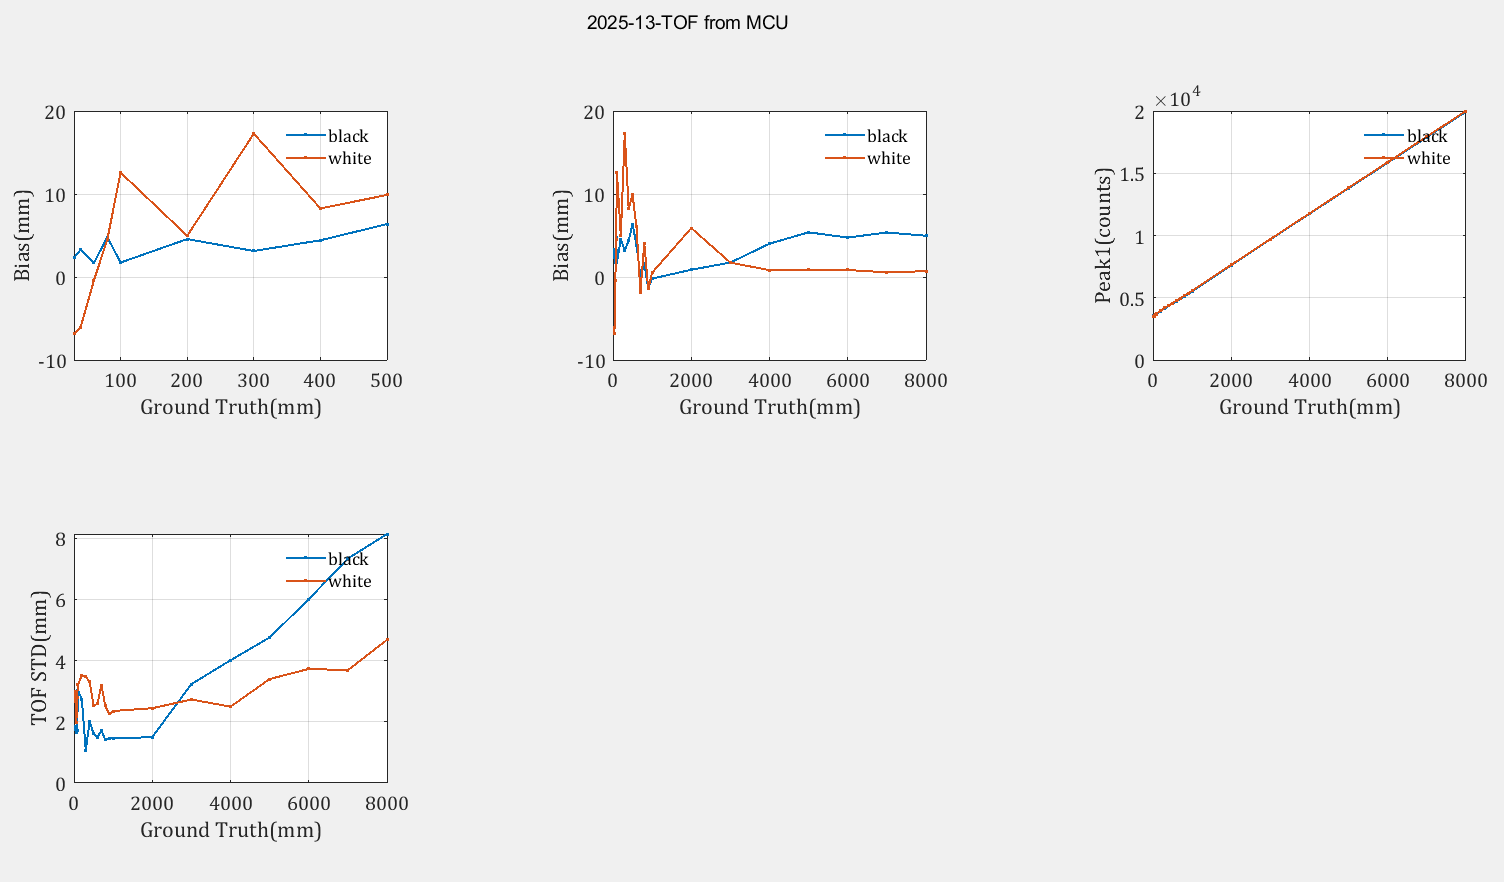 2025-13-TOF from MCU
20
10
0
-10
100
200
300
400
500
Bias(mm)
Ground Truth(mm)
black
white
20
10
0
-10
0
2000
4000
6000
8000
Bias(mm)
Ground Truth(mm)
black
white
×10⁴
2
1.5
1
0.5
0
0
2000
4000
6000
8000
Peak1(counts)
Ground Truth(mm)
black
white
8
6
4
2
0
0
2000
4000
6000
8000
TOF STD(mm)
Ground Truth(mm)
black
white